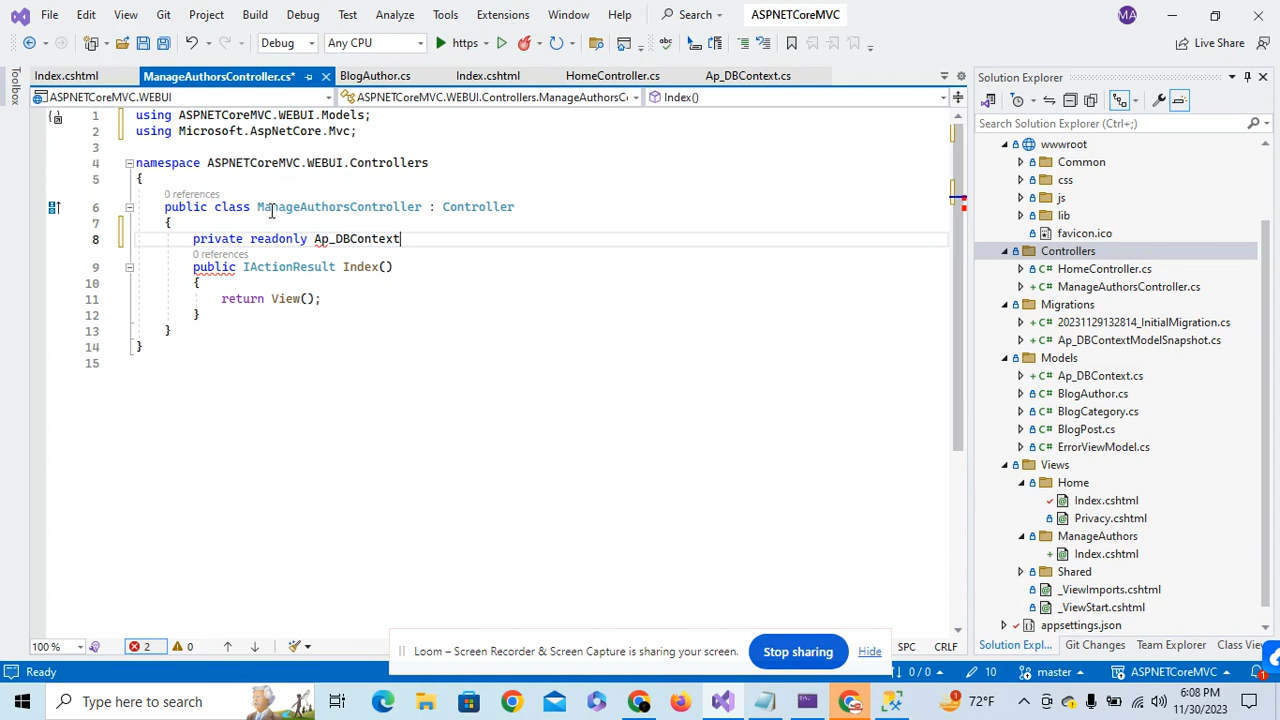 File Edit View Git Project Build Debug Test Analyze Tools Extensions Window Help Search ASPNETCoreMVC MA
Debug Any CPU https Live Share
Toolbox
Index.cshtml ManageAuthorsController.cs* BlogAuthor.cs Index.cshtml HomeController.cs Ap_DBContext.cs
ASPNETCoreMVC.WEBUI ASPNETCoreMVC.WEBUI.Controllers.ManageAuthorsC Index()
1 using ASPNETCoreMVC.WEBUI.Models;
2 using Microsoft.AspNetCore.Mvc;
3
4 namespace ASPNETCoreMVC.WEBUI.Controllers
5 {
0 references
6 public class ManageAuthorsController : Controller
7 {
8 private readonly Ap_DBContext
0 references
9 public IActionResult Index()
10 {
11 return View();
12 }
13 }
14 }
15
Solution Explorer
Search Solution Explorer (Ctrl+;)
wwwroot
Common
css
js
lib
favicon.ico
Controllers
HomeController.cs
ManageAuthorsController.cs
Migrations
20231129132814_InitialMigration.cs
Ap_DBContextModelSnapshot.cs
Models
Ap_DBContext.cs
BlogAuthor.cs
BlogCategory.cs
BlogPost.cs
ErrorViewModel.cs
Views
Home
Index.cshtml
Privacy.cshtml
ManageAuthors
Index.cshtml
Shared
_ViewImports.cshtml
_ViewStart.cshtml
appsettings.json
Solution Expl... Git Changes Team Explorer Class View
100 % 2 0 SPC CRLF
Loom – Screen Recorder & Screen Capture is sharing your screen. Stop sharing Hide
Ready 0 / 0 10 master ASPNETCoreMVC 1
Type here to search 72°F 6:08 PM
11/30/2023